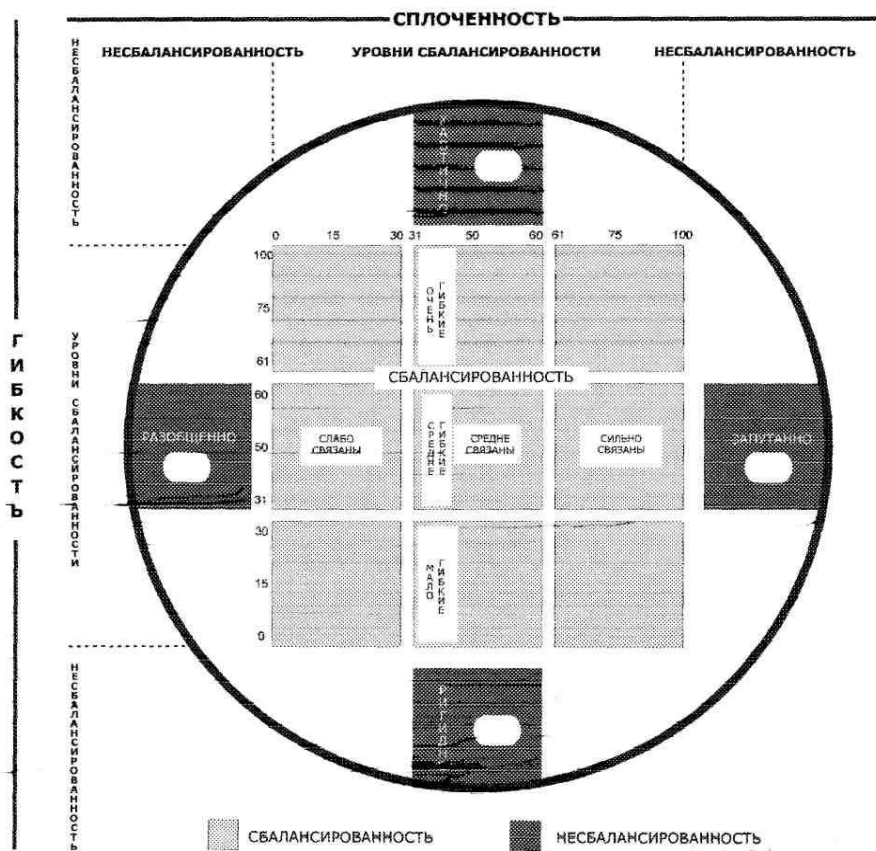 СПЛОЧЕННОСТЬ
НЕСБАЛАНСИРОВАННОСТЬ
УРОВНИ СБАЛАНСИРОВАННОСТИ
НЕСБАЛАНСИРОВАННОСТЬ
ГИБКОСТЬ
НЕСБАЛАНСИРОВАННОСТЬ
УРОВНИ СБАЛАНСИРОВАННОСТИ
НЕСБАЛАНСИРОВАННОСТЬ
0 15 30 31 50 60 61 75 100
100
75
61
ОЧЕНЬ
ГИБКИЕ
СБАЛАНСИРОВАННОСТЬ
60
50
31
РАЗОБЩЕННО
СЛАБО
СВЯЗАНЫ
СРЕДНЕ
ГИБКИЕ
СРЕДНЕ
СВЯЗАНЫ
СИЛЬНО
СВЯЗАНЫ
ЗАПУТАННО
30
15
0
МАЛО
ГИБКИЕ
СБАЛАНСИРОВАННОСТЬ
НЕСБАЛАНСИРОВАННОСТЬ